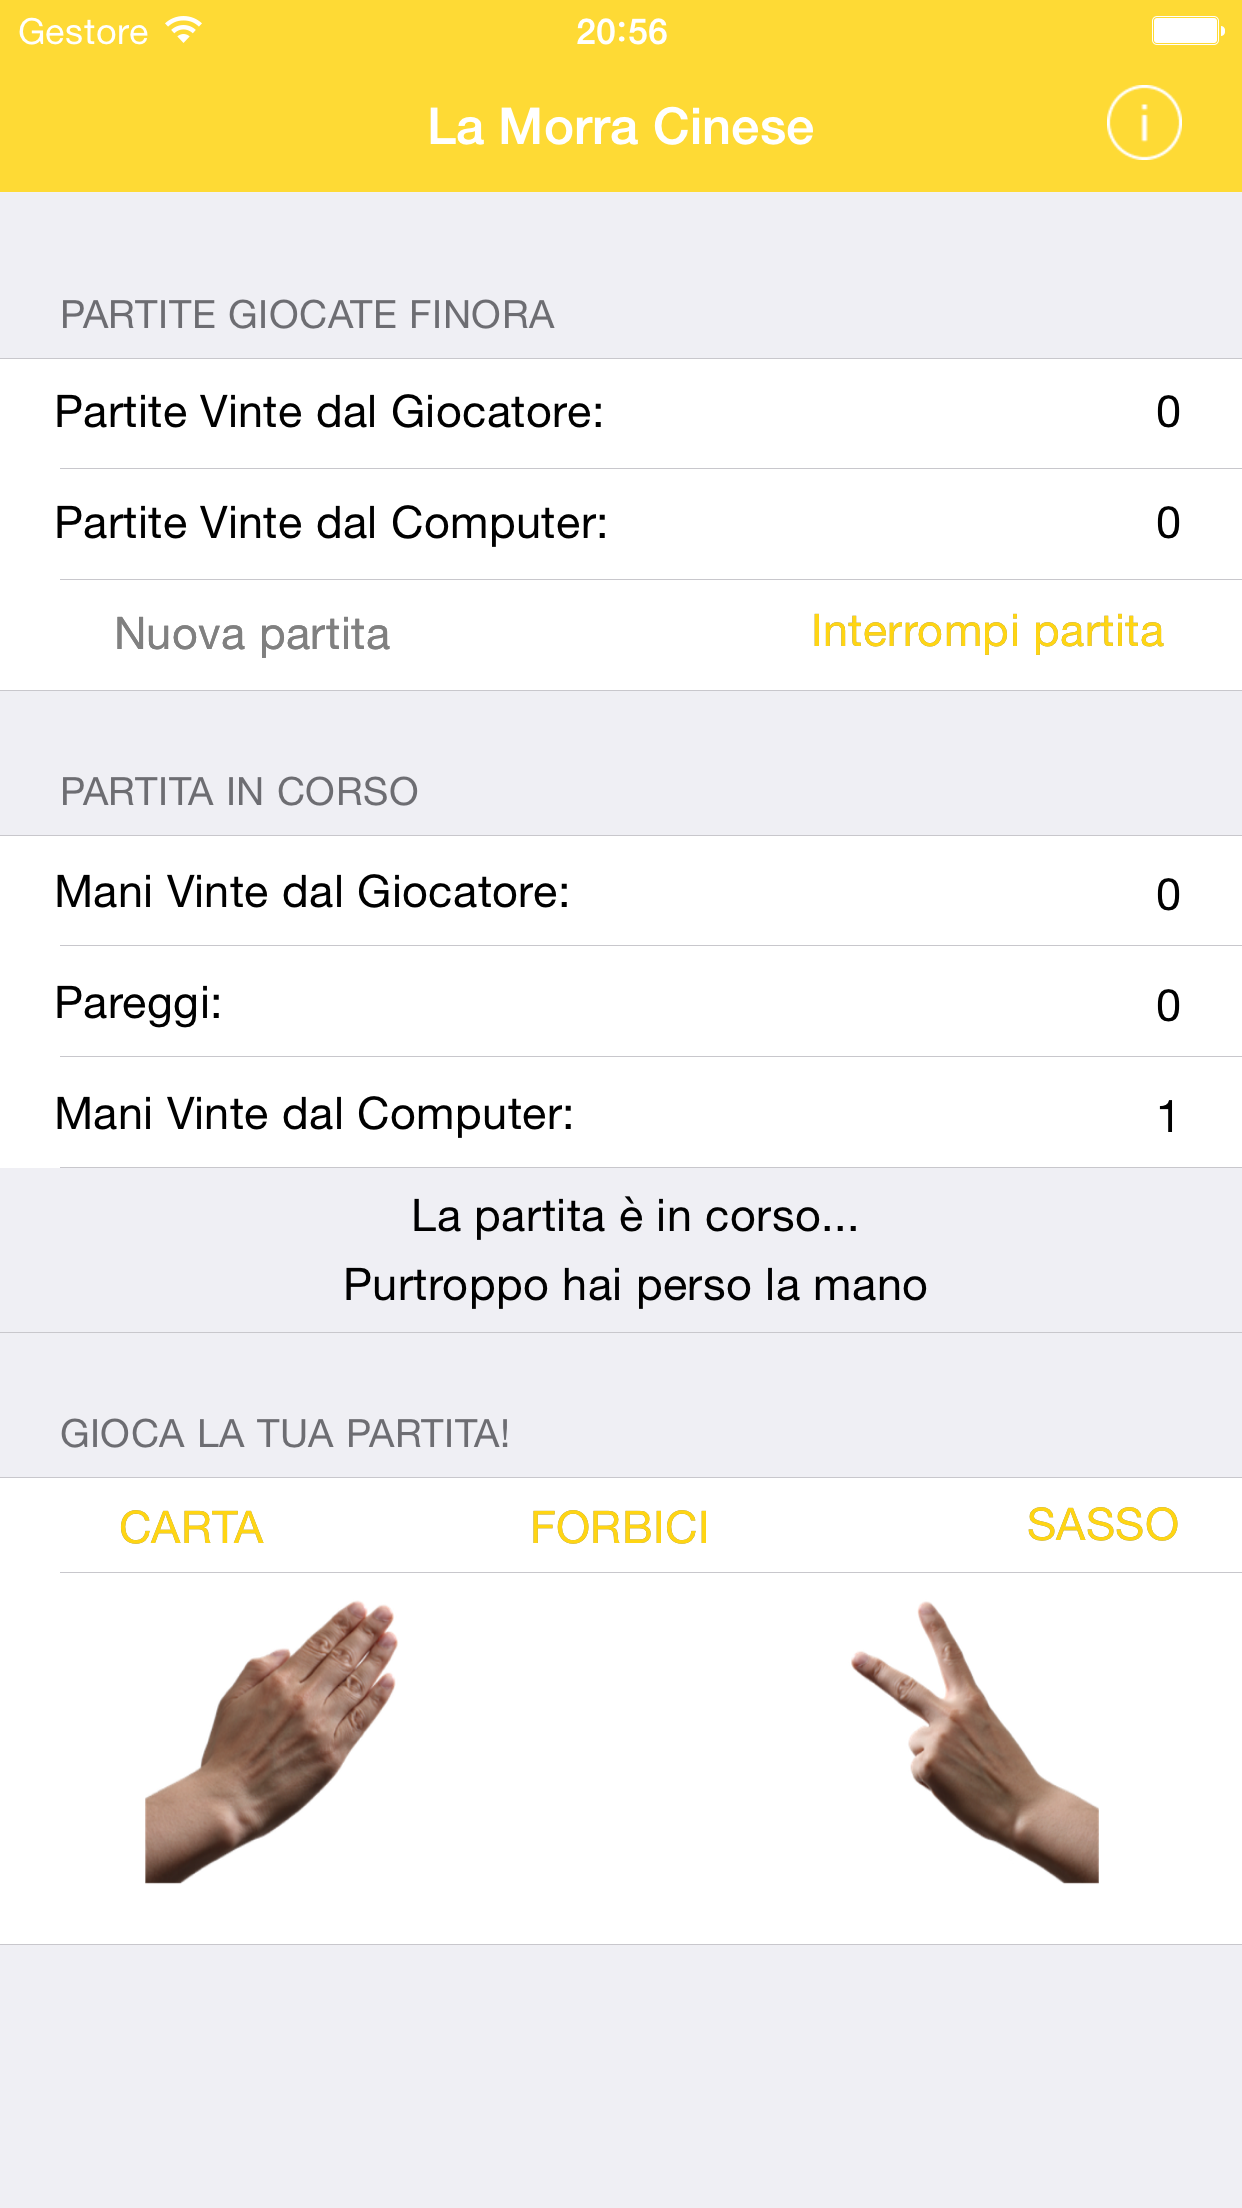 Gestore 20:56
La Morra Cinese i
PARTITE GIOCATE FINORA
Partite Vinte dal Giocatore: 0
Partite Vinte dal Computer: 0
Nuova partita Interrompi partita
PARTITA IN CORSO
Mani Vinte dal Giocatore: 0
Pareggi: 0
Mani Vinte dal Computer: 1
La partita è in corso...
Purtroppo hai perso la mano
GIOCA LA TUA PARTITA!
CARTA FORBICI SASSO